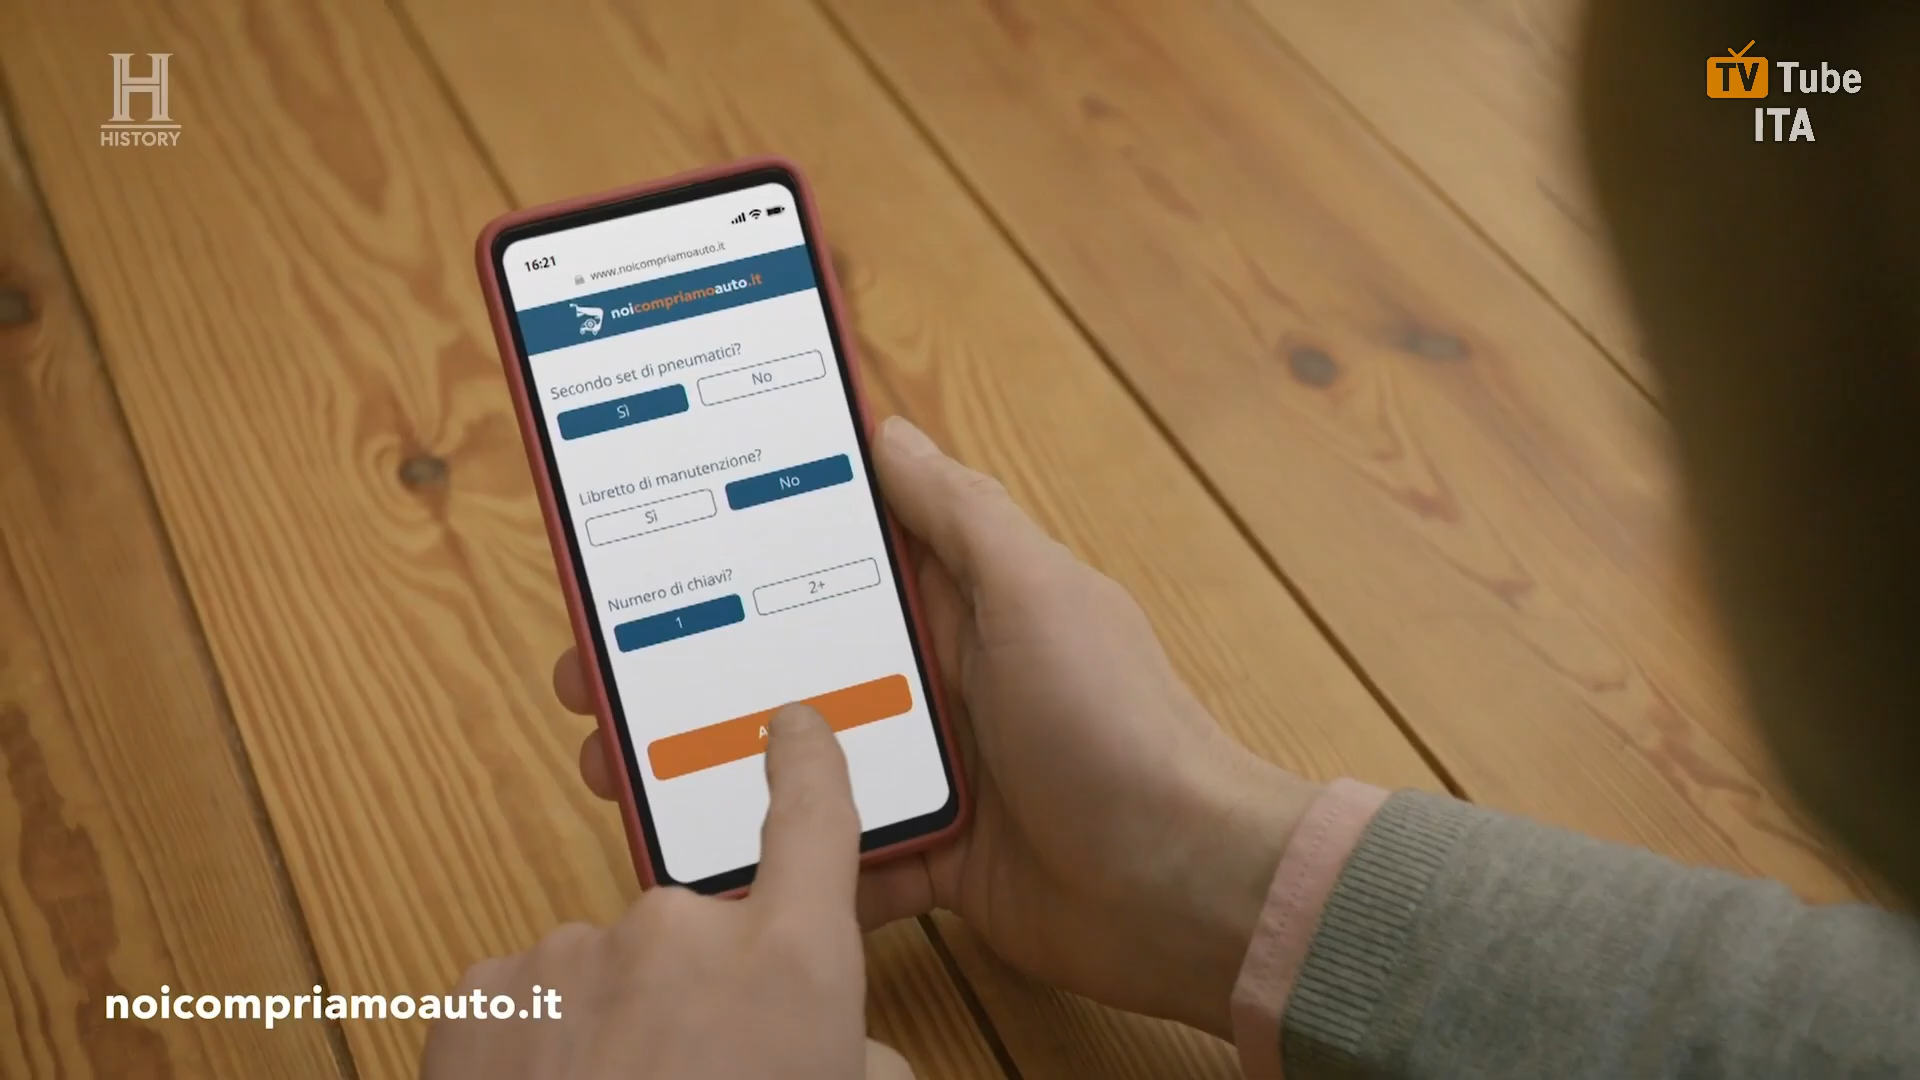 H
HISTORY
TV Tube
ITA
16:21
www.noicompriamoauto.it
noicompriamoauto.it
Secondo set di pneumatici?
Sì
No
Libretto di manutenzione?
Sì
No
Numero di chiavi?
1
2+
noicompriamoauto.it